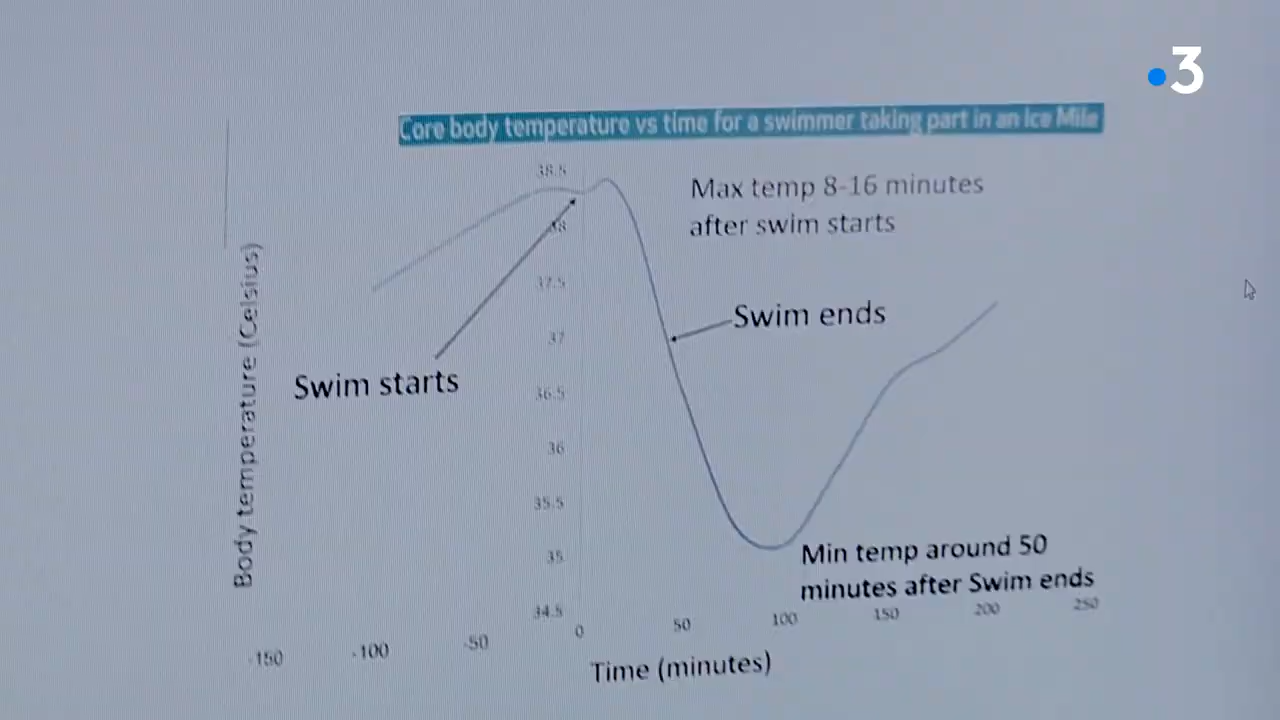 3
Core body temperature vs time for a swimmer taking part in an Ice Mile
38.5
Max temp 8-16 minutes
after swim starts
38
37.5
Swim ends
37
Swim starts
36.5
36
35.5
35
Min temp around 50
minutes after Swim ends
34.5
-150
-100
-50
0
50
100
150
200
250
Body temperature (Celsius)
Time (minutes)